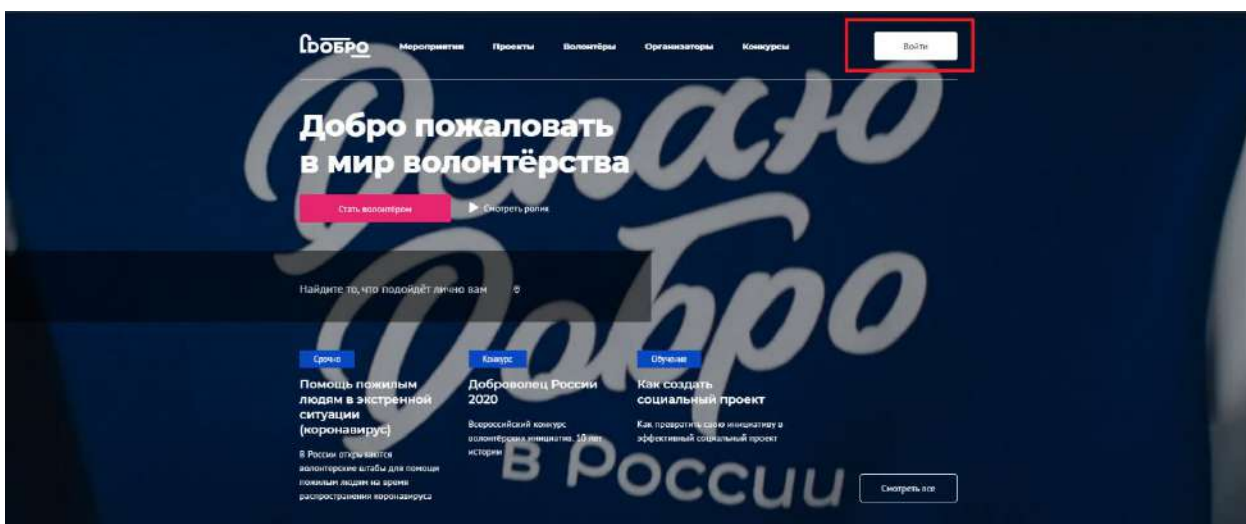 ДОБРО
Мероприятия Проекты Волонтёры Организаторы Конкурсы Войти
Добро пожаловать
в мир волонтёрства
Стать волонтёром Смотреть ролик
Найдите то, что подойдёт лично вам
Делаю
Добро
в России
Срочно
Помощь пожилым
людям в экстренной
ситуации
(коронавирус)
В России открываются
волонтерские штабы для помощи
пожилым людям на время
распространения коронавируса
Конкурс
Доброволец России
2020
Всероссийский конкурс
волонтёрских инициатив. 10 лет
истории
Обучение
Как создать
социальный проект
Как превратить свою инициативу в
эффективный социальный проект
Смотреть все